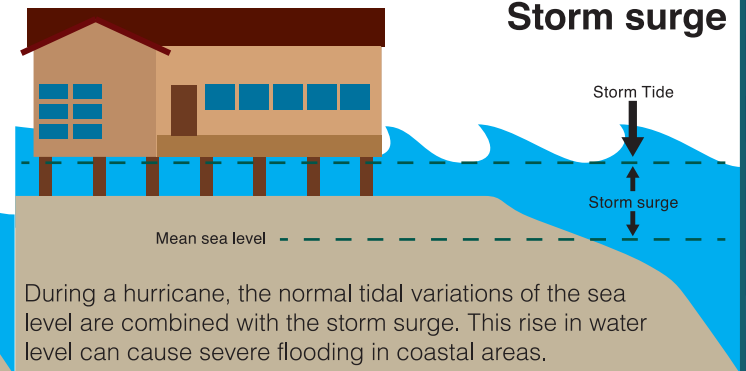 Storm surge
Storm Tide
Storm surge
Mean sea level
During a hurricane, the normal tidal variations of the sea
level are combined with the storm surge. This rise in water
level can cause severe flooding in coastal areas.